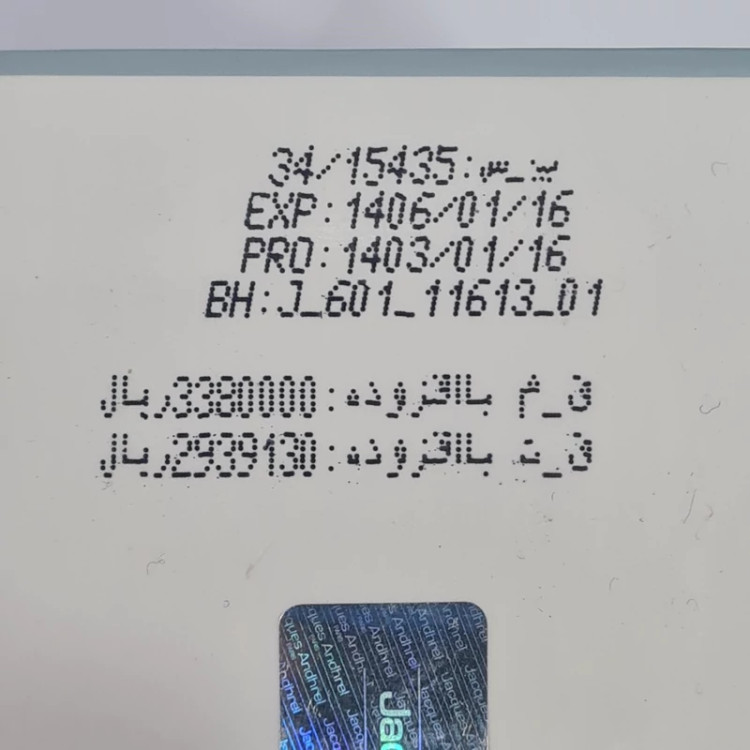 پ_س:34/15435
EXP:1406/01/16
PRO:1403/01/16
BH:J_601_11613_01
ق_م باافزوده:3380000ریال
ق_ت باافزوده:2939130ریال
Jacques Andhrel